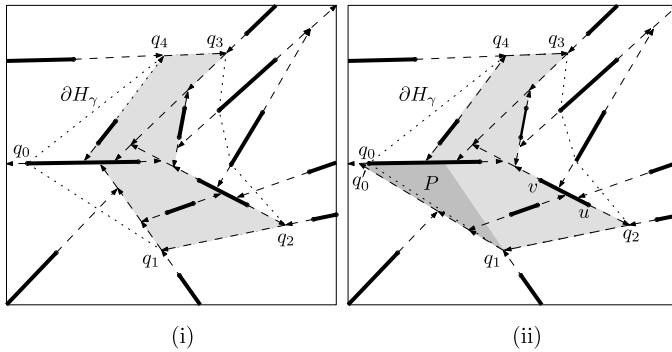 q₄ q₃
∂Hγ
q₀
q₁
q₂
(i)
q₄ q₃
∂Hγ
q₀
q₀′
P
v
u
q₁
q₂
(ii)